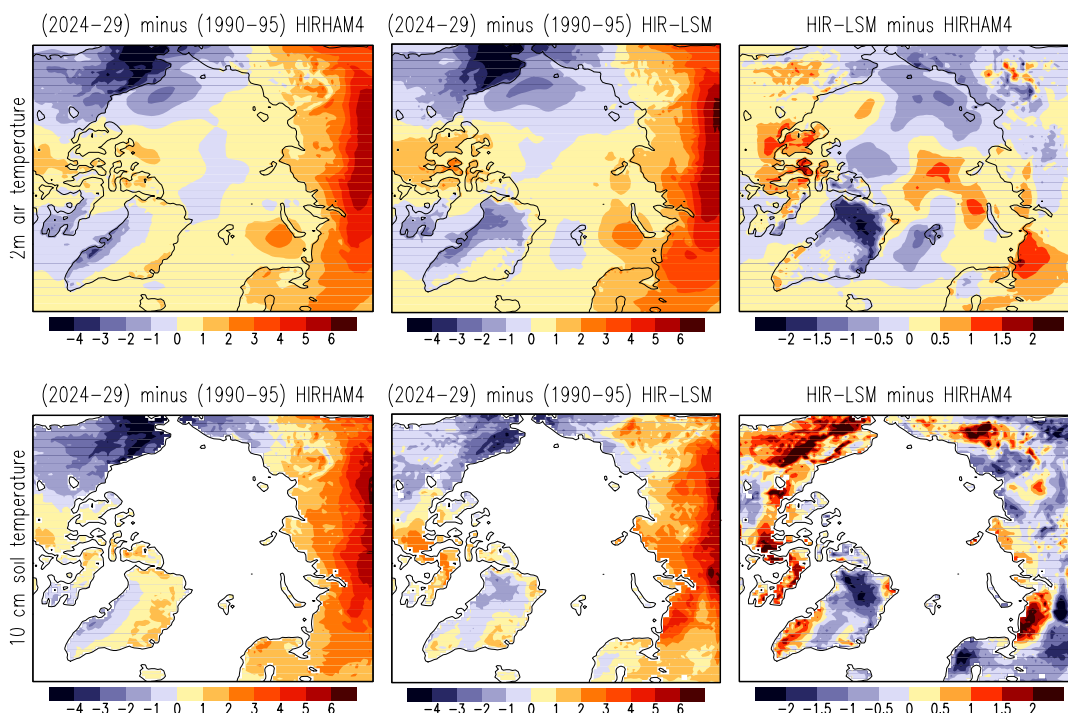 (2024-29) minus (1990-95) HIRHAM4
(2024-29) minus (1990-95) HIR-LSM
HIR-LSM minus HIRHAM4
2m ar temperature
-4 -3 -2 -1 0 1 2 3 4 5 6
-4 -3 -2 -1 0 1 2 3 4 5 6
-2 -1.5 -1 -0.5 0 0.5 1 1.5 2
(2024-29) minus (1990-95) HIRHAM4
(2024-29) minus (1990-95) HIR-LSM
HIR-LSM minus HIRHAM4
10 cm soil temperature
-4 -3 -2 -1 0 1 2 3 4 5 6
-4 -3 -2 -1 0 1 2 3 4 5 6
-2 -1.5 -1 -0.5 0 0.5 1 1.5 2